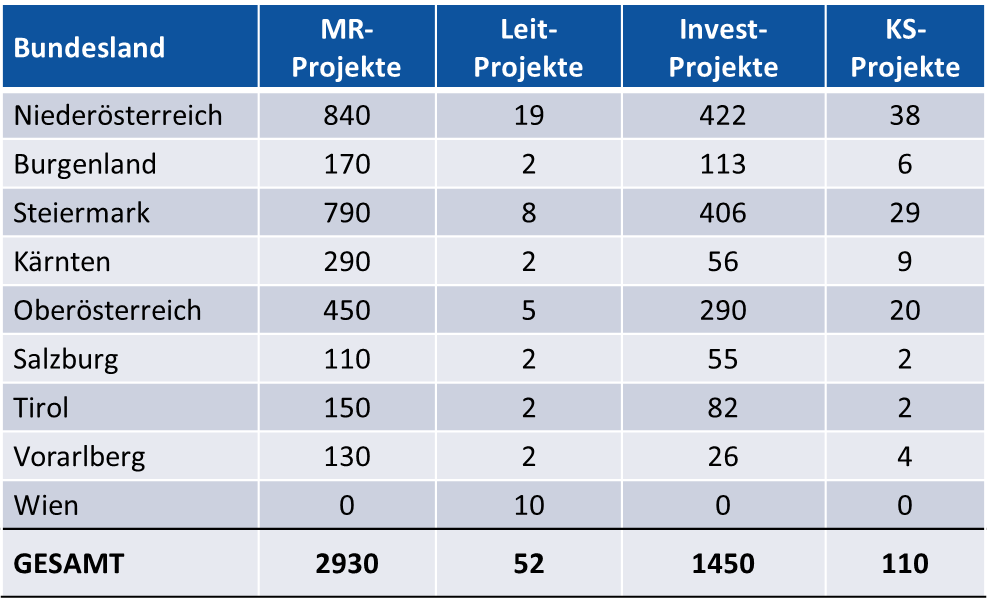 Bundesland MR-Projekte Leit-Projekte Invest-Projekte KS-Projekte
Niederösterreich 840 19 422 38
Burgenland 170 2 113 6
Steiermark 790 8 406 29
Kärnten 290 2 56 9
Oberösterreich 450 5 290 20
Salzburg 110 2 55 2
Tirol 150 2 82 2
Vorarlberg 130 2 26 4
Wien 0 10 0 0
GESAMT 2930 52 1450 110